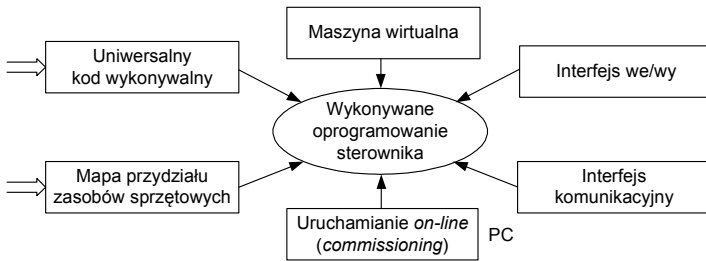 Maszyna wirtualna
Uniwersalny
kod wykonywalny
Interfejs we/wy
Wykonywane
oprogramowanie
sterownika
Mapa przydziału
zasobów sprzętowych
Interfejs
komunikacyjny
Uruchamianie on-line
(commissioning)
PC